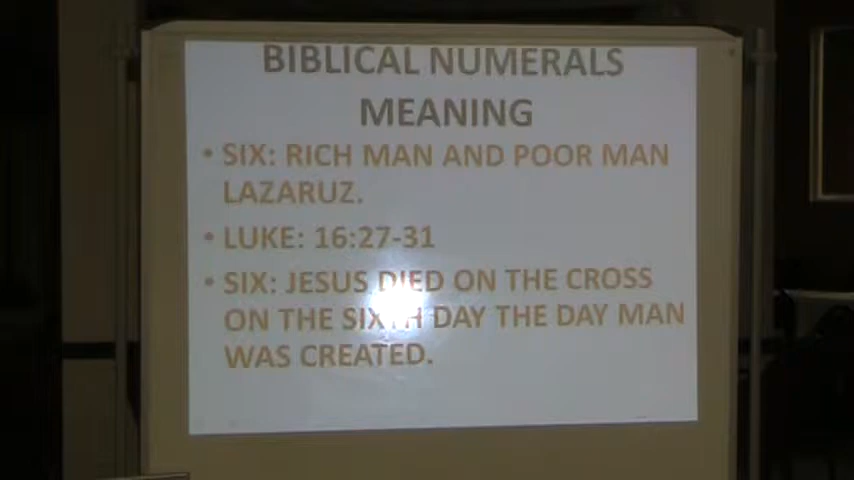 BIBLICAL NUMERALS
MEANING
• SIX: RICH MAN AND POOR MAN
LAZARUZ.
• LUKE: 16:27-31
• SIX: JESUS DIED ON THE CROSS
ON THE SIXTH DAY THE DAY MAN
WAS CREATED.